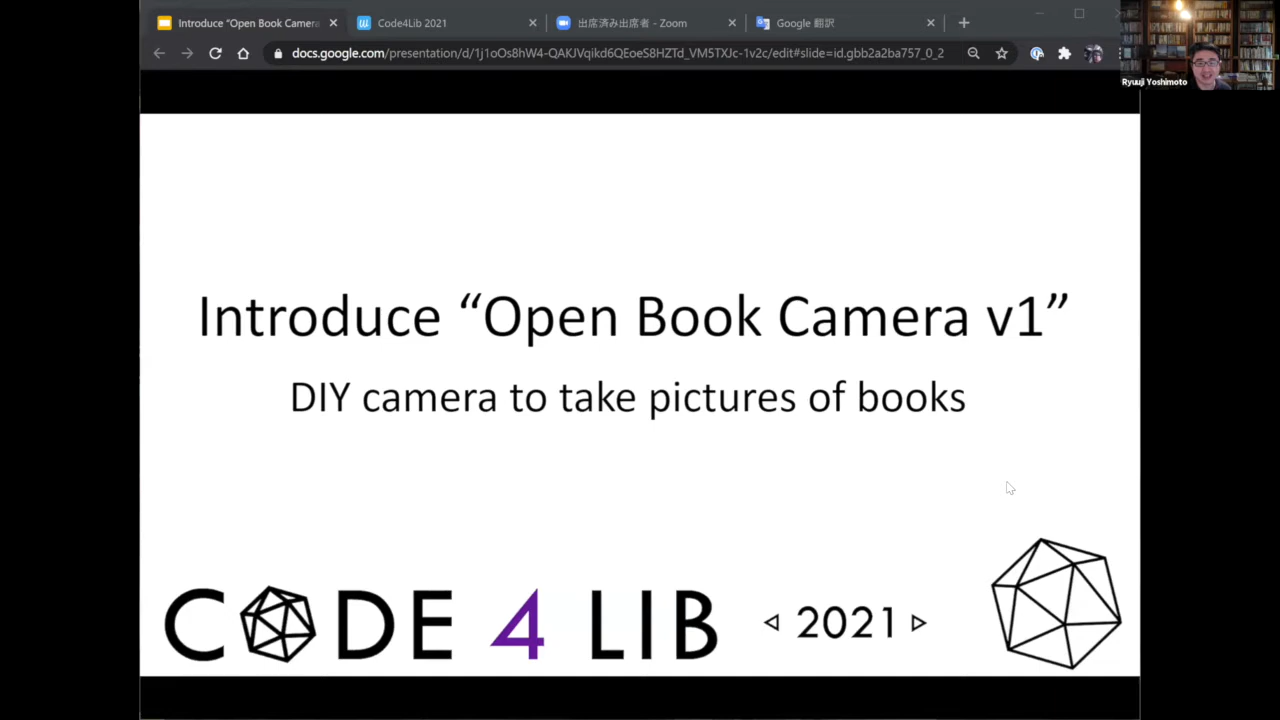 Introduce “Open Book Camera
Code4Lib 2021
出席済み出席者 - Zoom
Google 翻訳
docs.google.com/presentation/d/1j1oOs8hW4-QAKJVqikd6QEoeS8HZTd_VM5TXJc-1v2c/edit#slide=id.gbb2a2ba757_0_2
Ryuuji Yoshimoto
Introduce “Open Book Camera v1”
DIY camera to take pictures of books
CODE 4 LIB
2021